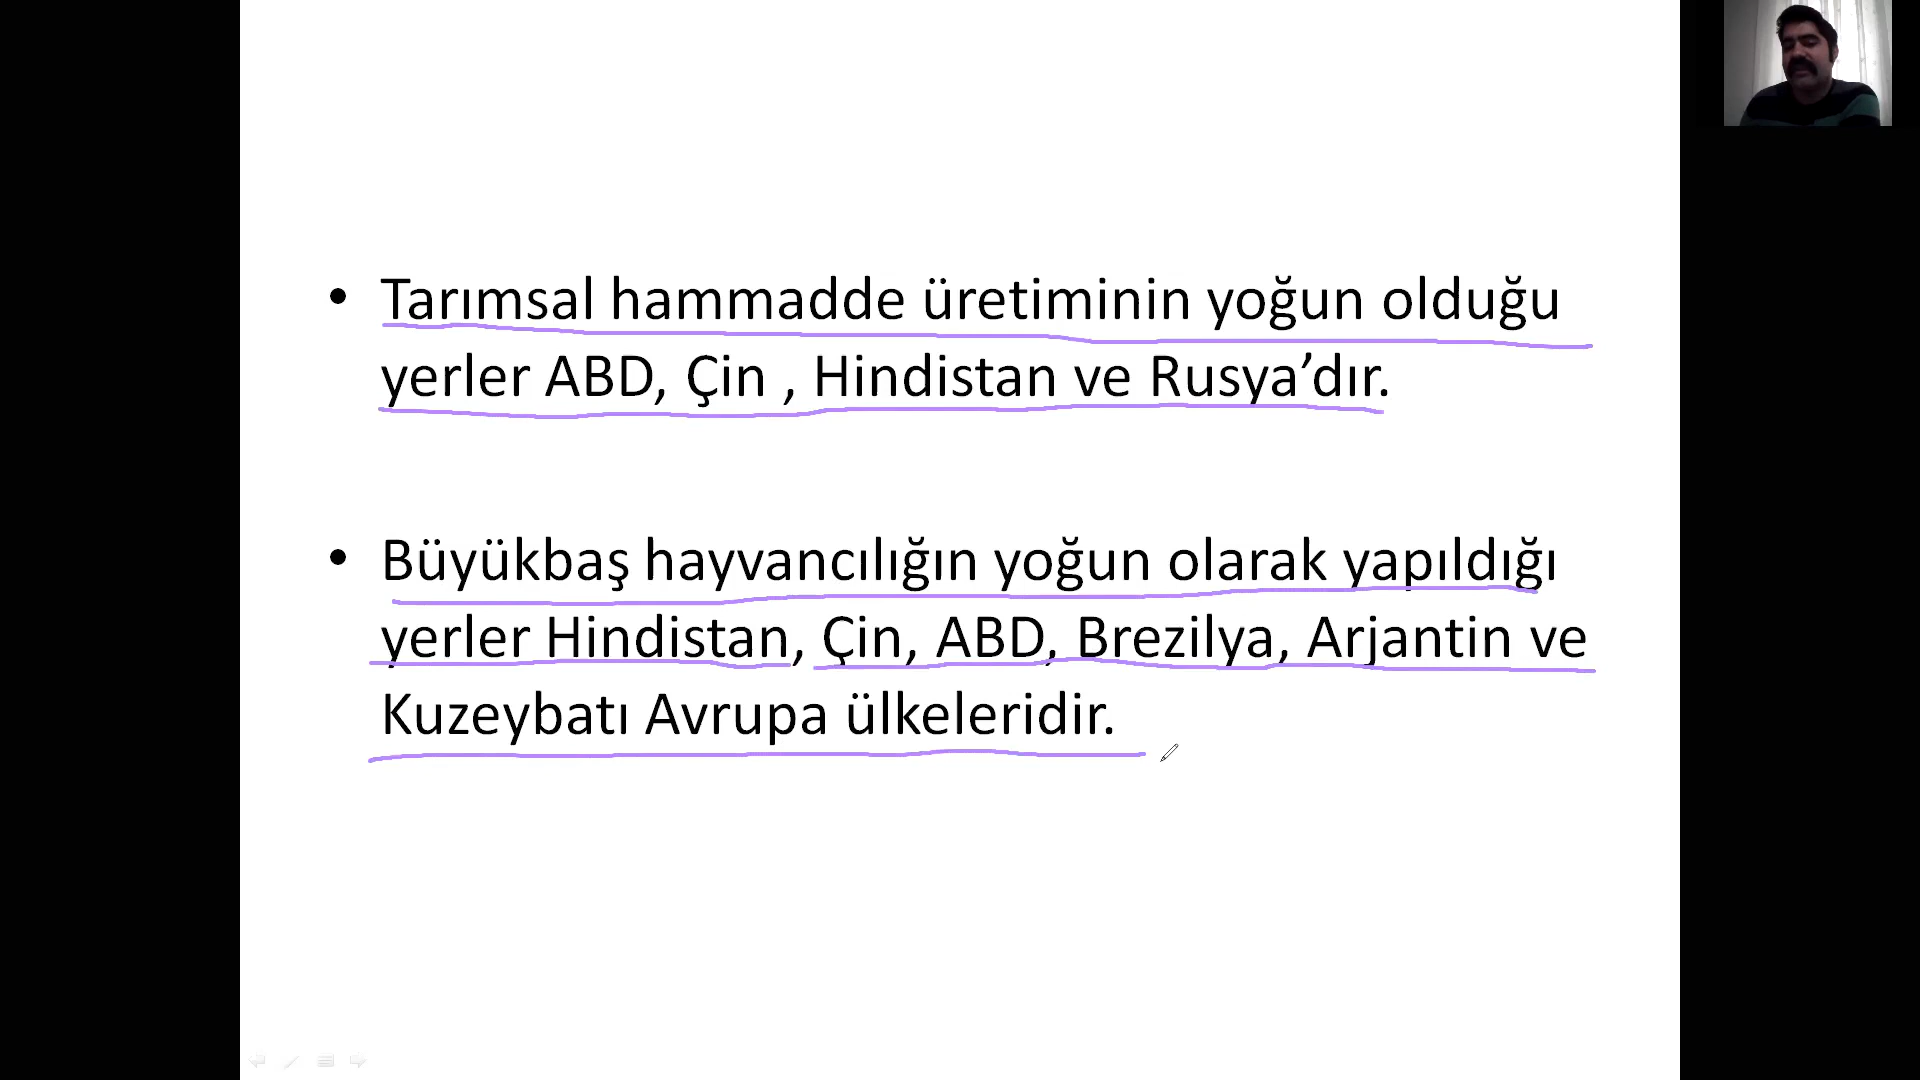 • Tarımsal hammadde üretiminin yoğun olduğu
yerler ABD, Çin , Hindistan ve Rusya’dır.
• Büyükbaş hayvancılığın yoğun olarak yapıldığı
yerler Hindistan, Çin, ABD, Brezilya, Arjantin ve
Kuzeybatı Avrupa ülkeleridir.